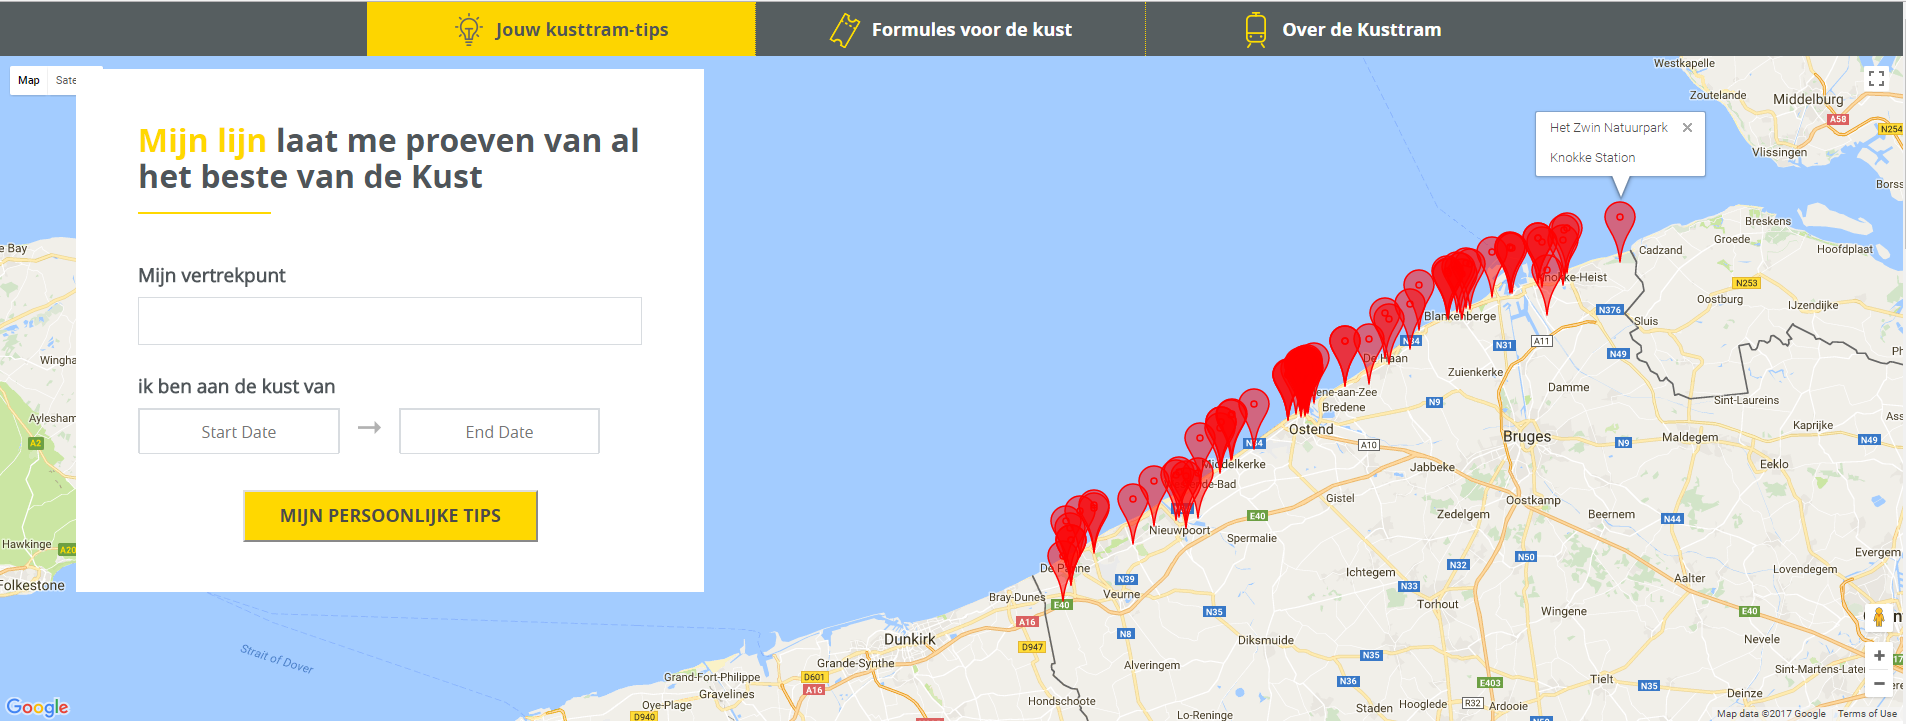 Jouw kusttram-tips
Formules voor de kust
Over de Kusttram
Map
Sate
Mijn lijn laat me proeven van al
het beste van de Kust
Mijn vertrekpunt
ik ben aan de kust van
Start Date
End Date
MIJN PERSOONLIJKE TIPS
Het Zwin Natuurpark
Knokke Station
Westkapelle
Zoutelande
Middelburg
A58
N254
Vlissingen
Borss
Breskens
Groede
Hoofdplaat
Cadzand
N253
Oostburg
IJzendijke
N376
Sluis
A11
N31
N49
Blankenberge
N34
De Haan
Zuienkerke
Damme
Sint-Laureins
N9
Bredene
Ostend
N34
A10
Bruges
N9
Maldegem
Kaprijke
N49
Eeklo
Middelkerke
Jabbeke
Gistel
Oostkamp
E40
Zedelgem
Beernem
N44
Nieuwpoort
Spermalie
N50
Evergem
Ichtegem
N32
Aalter
Lovendegem
De Panne
N39
Veurne
N33
Torhout
Wingene
E40
Bray-Dunes
E40
N35
A16
N8
Diksmuide
Nevele
Dunkirk
D947
N35
Alveringem
Sint-Martens-Laten
Grande-Synthe
Grand-Fort-Philippe
D601
A16
Gravelines
N36
E403
Tielt
N35
Deinze
Oye-Plage
D940
Hondschoote
Lo-Reninge
Staden
Hooglede
R32
Ardooie
e Bay
Wingha
Aylesham
A2
Hawkinge
A20
Folkestone
Strait of Dover
Google
Map data ©2017 Google
Terms of Use